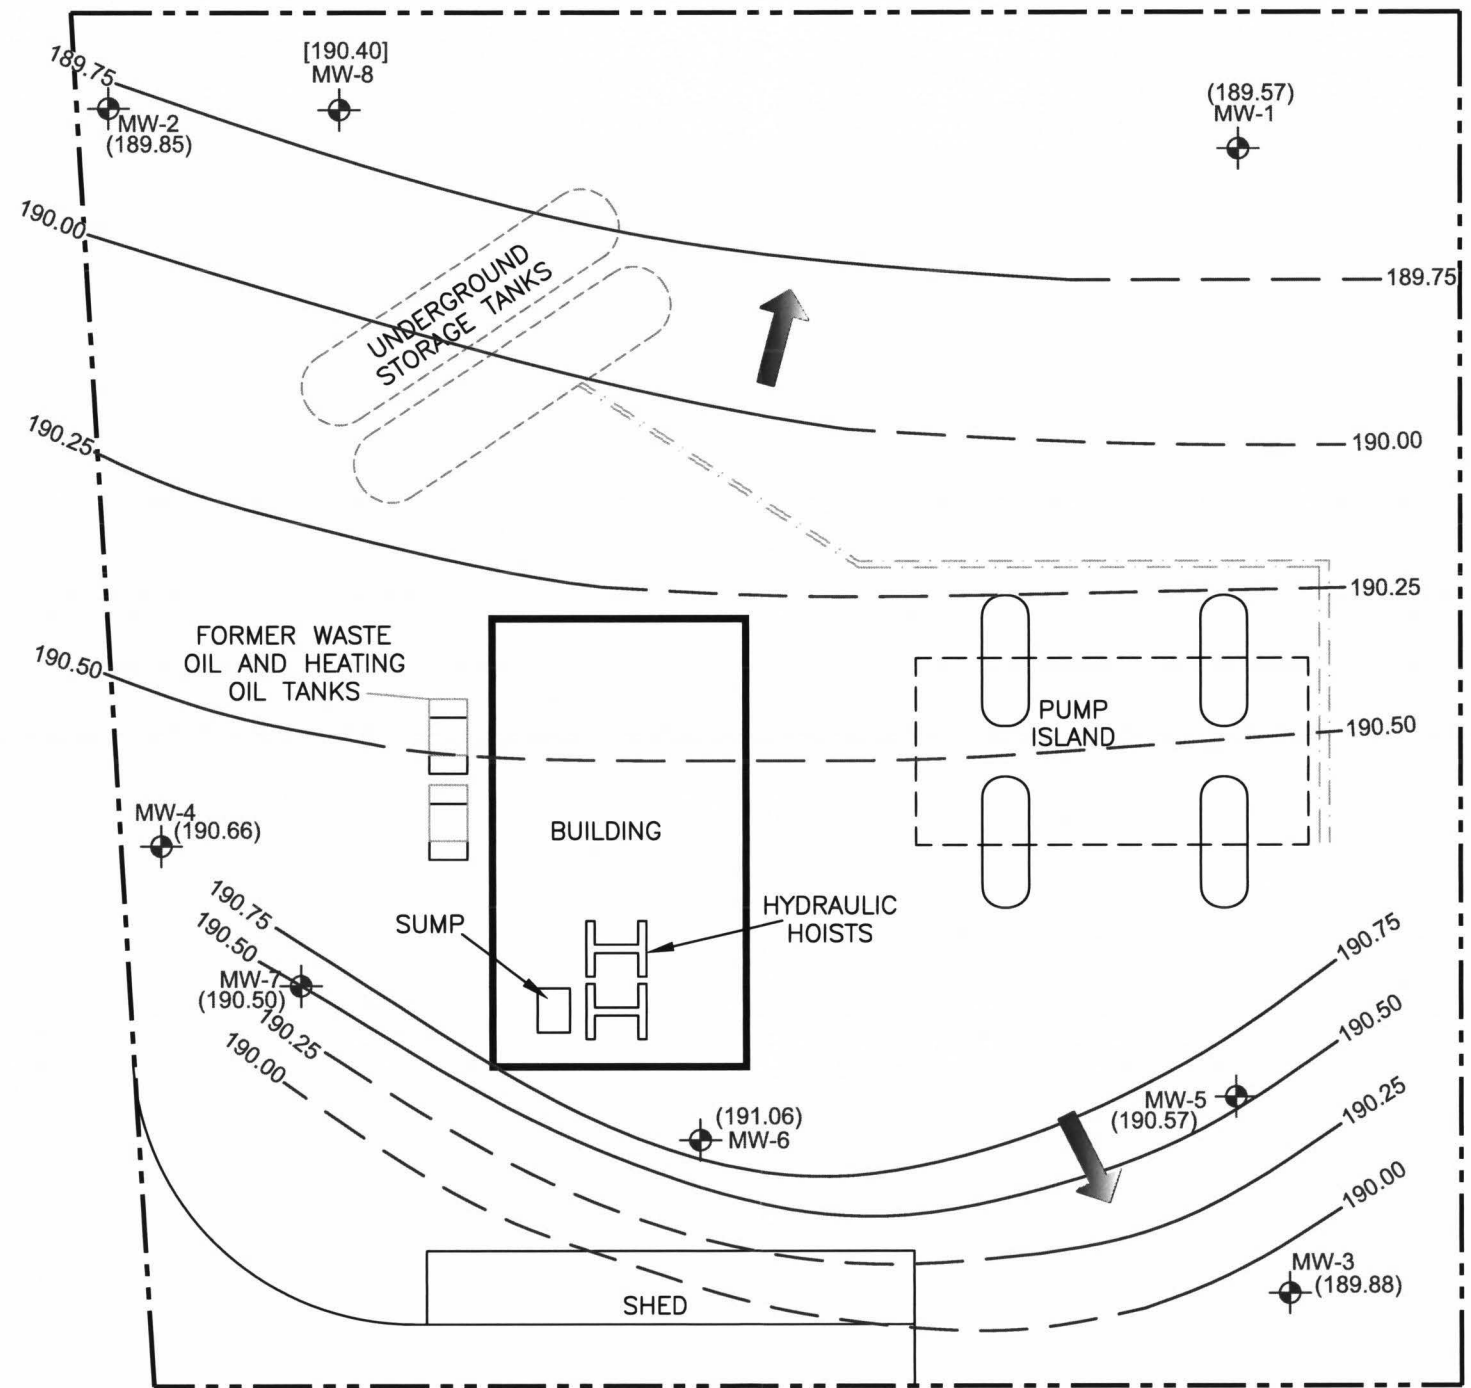 189.75
[190.40]
MW-8
(189.57)
MW-1
MW-2
(189.85)
190.00
UNDERGROUND
STORAGE TANKS
189.75
190.25
190.00
190.25
FORMER WASTE
OIL AND HEATING
OIL TANKS
190.50
PUMP
ISLAND
190.50
MW-4
(190.66)
BUILDING
190.75
190.50
SUMP
HYDRAULIC
HOISTS
190.75
MW-7
(190.50)
190.25
190.00
190.50
(191.06)
MW-6
MW-5
(190.57)
190.25
190.00
MW-3
(189.88)
SHED